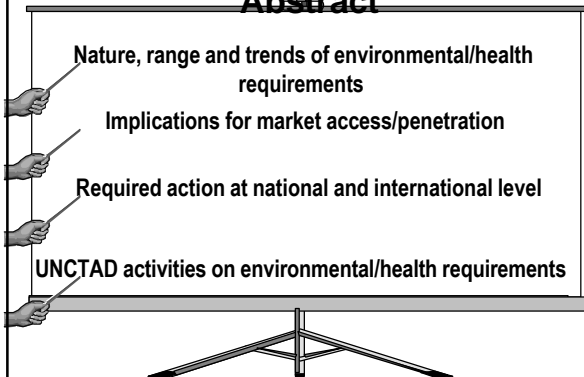 Abstract
Nature, range and trends of environmental/health
requirements
Implications for market access/penetration
Required action at national and international level
UNCTAD activities on environmental/health requirements